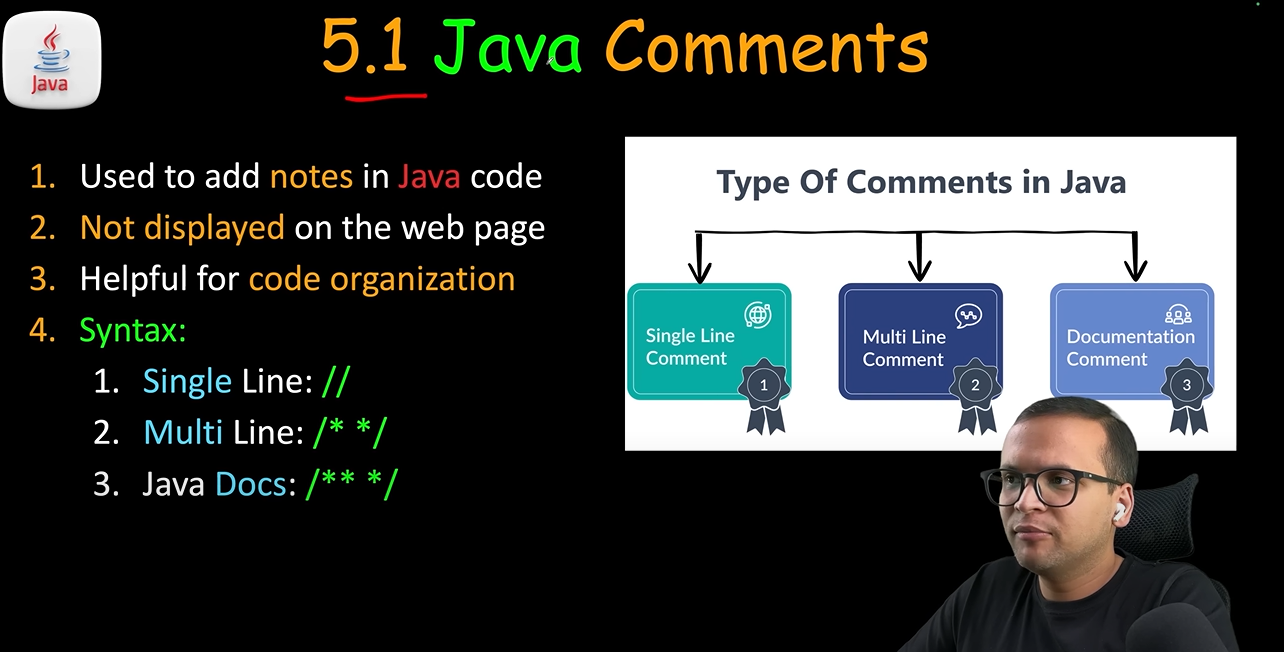 Java
5.1 Java Comments
1. Used to add notes in Java code
2. Not displayed on the web page
3. Helpful for code organization
4. Syntax:
1. Single Line: //
2. Multi Line: /* */
3. Java Docs: /** */
Type Of Comments in Java
Single Line
Comment
1
Multi Line
Comment
2
Documentation
Comment
3